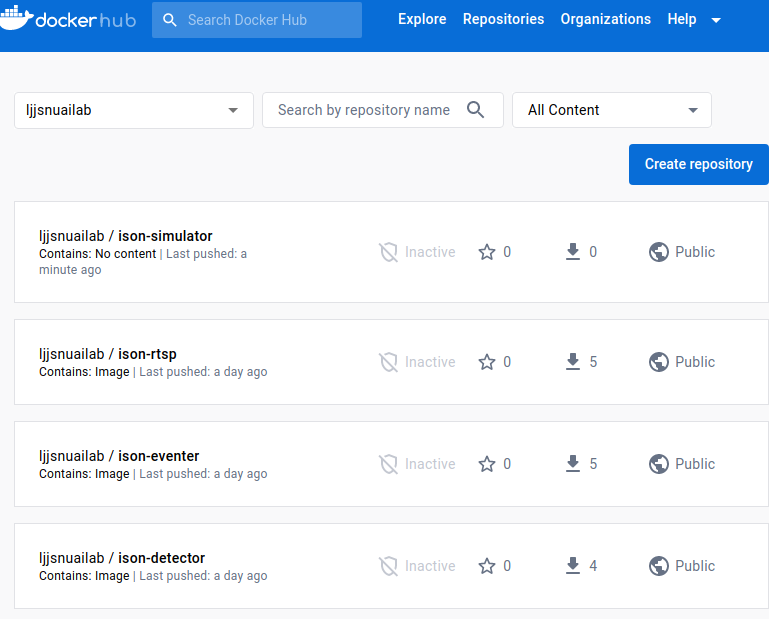 dockerhub Search Docker Hub Explore Repositories Organizations Help
ljjsnuailab Search by repository name All Content
Create repository
ljjsnuailab / ison-simulator
Contains: No content | Last pushed: a
minute ago
Inactive 0 0 Public
ljjsnuailab / ison-rtsp
Contains: Image | Last pushed: a day ago
Inactive 0 5 Public
ljjsnuailab / ison-eventer
Contains: Image | Last pushed: a day ago
Inactive 0 5 Public
ljjsnuailab / ison-detector
Contains: Image | Last pushed: a day ago
Inactive 0 4 Public